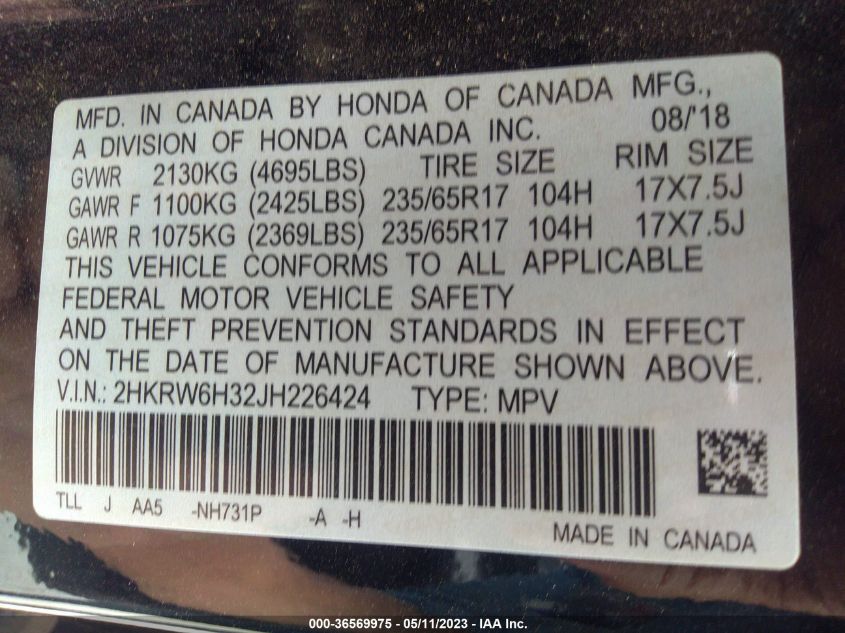 MFD. IN CANADA BY HONDA OF CANADA MFG.,
A DIVISION OF HONDA CANADA INC. 08/'18
GVWR 2130KG (4695LBS) TIRE SIZE RIM SIZE
GAWR F 1100KG (2425LBS) 235/65R17 104H 17X7.5J
GAWR R 1075KG (2369LBS) 235/65R17 104H 17X7.5J
THIS VEHICLE CONFORMS TO ALL APPLICABLE
FEDERAL MOTOR VEHICLE SAFETY
AND THEFT PREVENTION STANDARDS IN EFFECT
ON THE DATE OF MANUFACTURE SHOWN ABOVE.
V.I.N.: 2HKRW6H32JH226424 TYPE: MPV
TLL J AA5 -NH731P -A -H
MADE IN CANADA
000-36569975 - 05/11/2023 - IAA Inc.